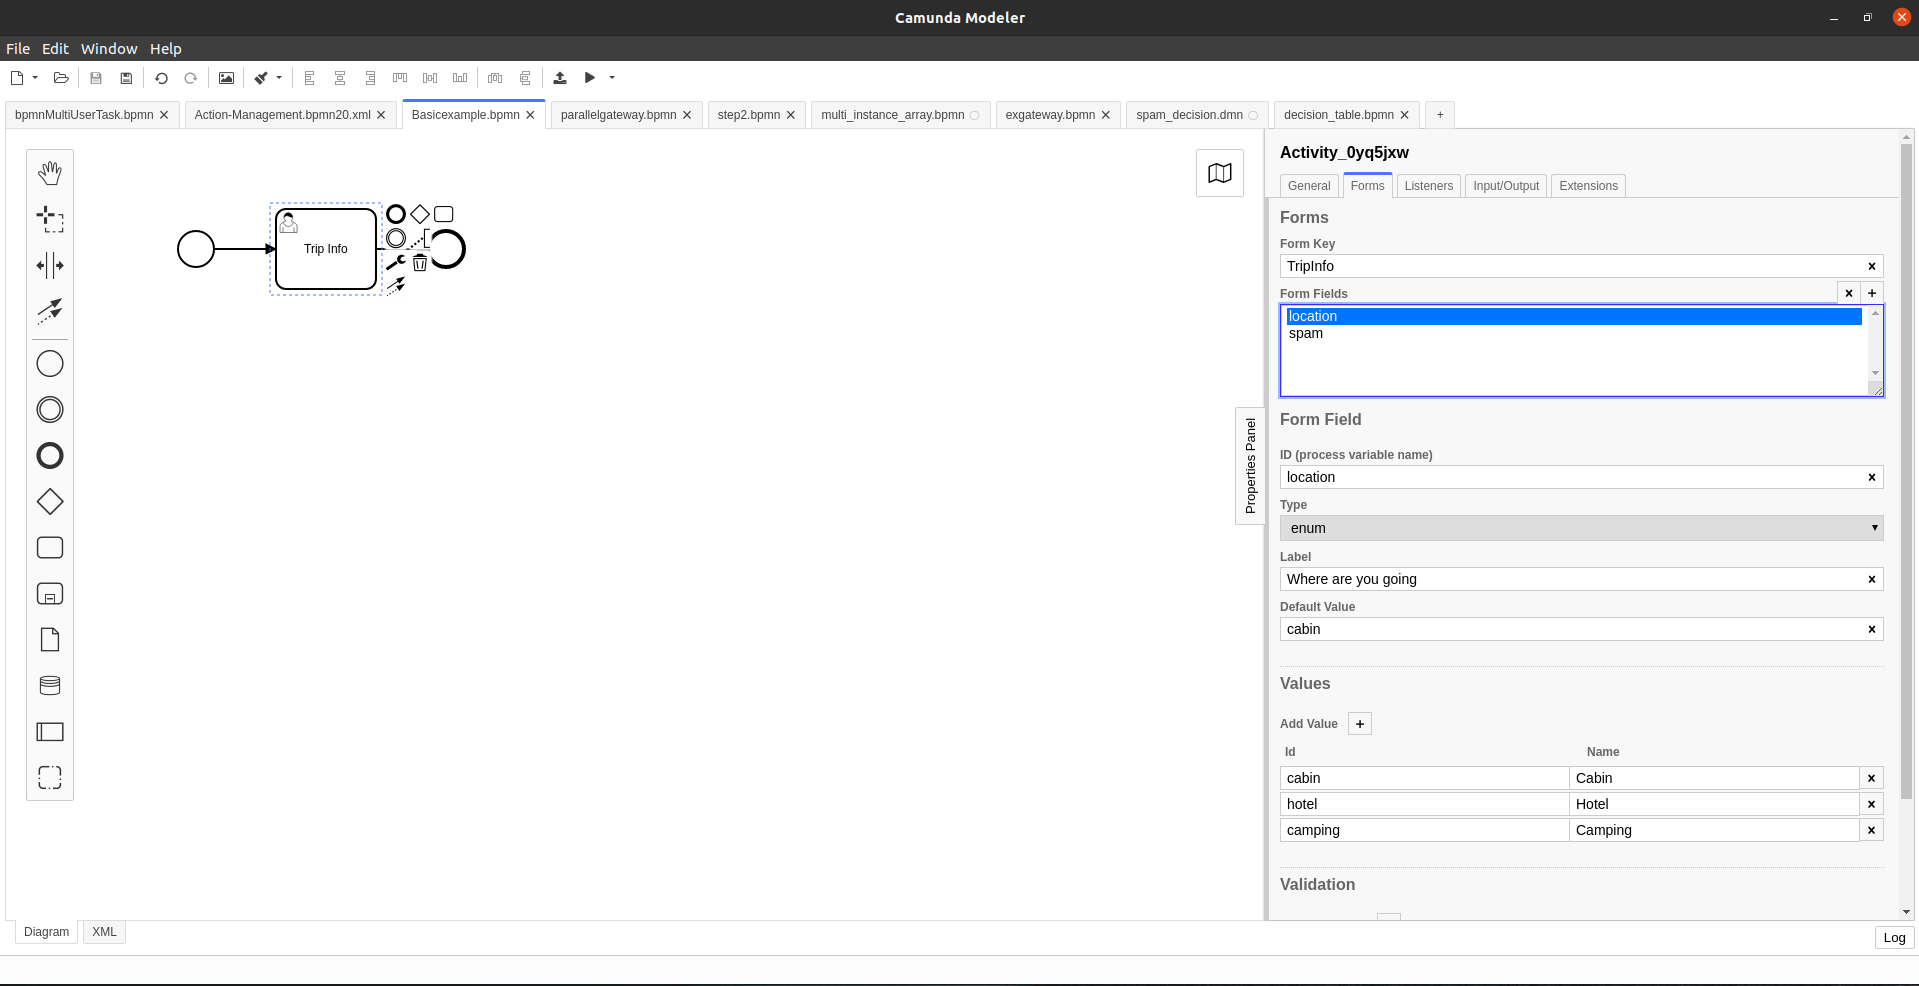 Camunda Modeler
File Edit Window Help
bpmnMultiUserTask.bpmn Action-Management.bpmn20.xml Basicexample.bpmn parallelgateway.bpmn step2.bpmn multi_instance_array.bpmn exgateway.bpmn spam_decision.dmn decision_table.bpmn +
Trip Info
Properties Panel
Activity_0yq5jxw
General Forms Listeners Input/Output Extensions
Forms
Form Key
TripInfo
Form Fields
location
spam
Form Field
ID (process variable name)
location
Type
enum
Label
Where are you going
Default Value
cabin
Values
Add Value +
Id Name
cabin Cabin
hotel Hotel
camping Camping
Validation
Diagram XML
Log